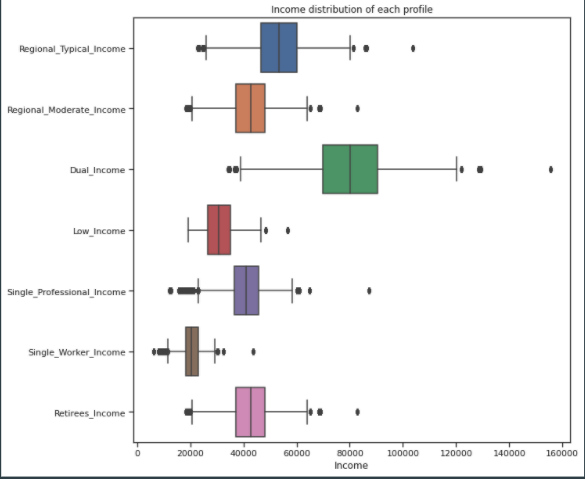 Income distribution of each profile
Regional_Typical_Income
Regional_Moderate_Income
Dual_Income
Low_Income
Single_Professional_Income
Single_Worker_Income
Retirees_Income
0 20000 40000 60000 80000 100000 120000 140000 160000
Income